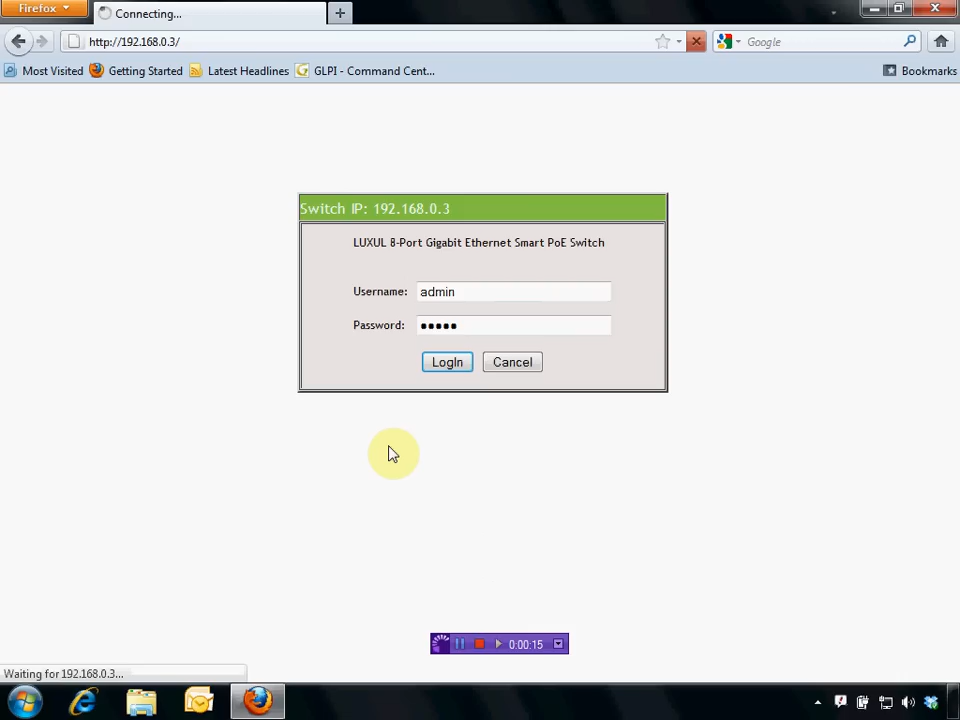 Firefox
Connecting...
http://192.168.0.3/
Google
Most Visited
Getting Started
Latest Headlines
GLPI - Command Cent...
Bookmarks
Switch IP: 192.168.0.3
LUXUL 8-Port Gigabit Ethernet Smart PoE Switch
Username: admin
Password: •••••
LogIn
Cancel
0:00:15
Waiting for 192.168.0.3...